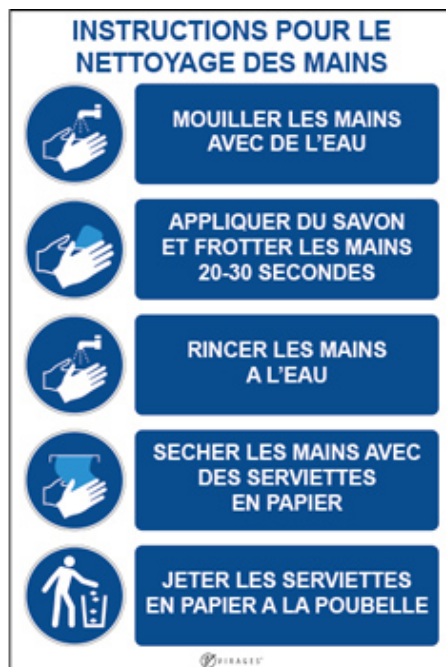 INSTRUCTIONS POUR LE
NETTOYAGE DES MAINS
MOUILLER LES MAINS
AVEC DE L'EAU
APPLIQUER DU SAVON
ET FROTTER LES MAINS
20-30 SECONDES
RINCER LES MAINS
A L'EAU
SECHER LES MAINS AVEC
DES SERVIETTES
EN PAPIER
JETER LES SERVIETTES
EN PAPIER A LA POUBELLE
VIRAGES